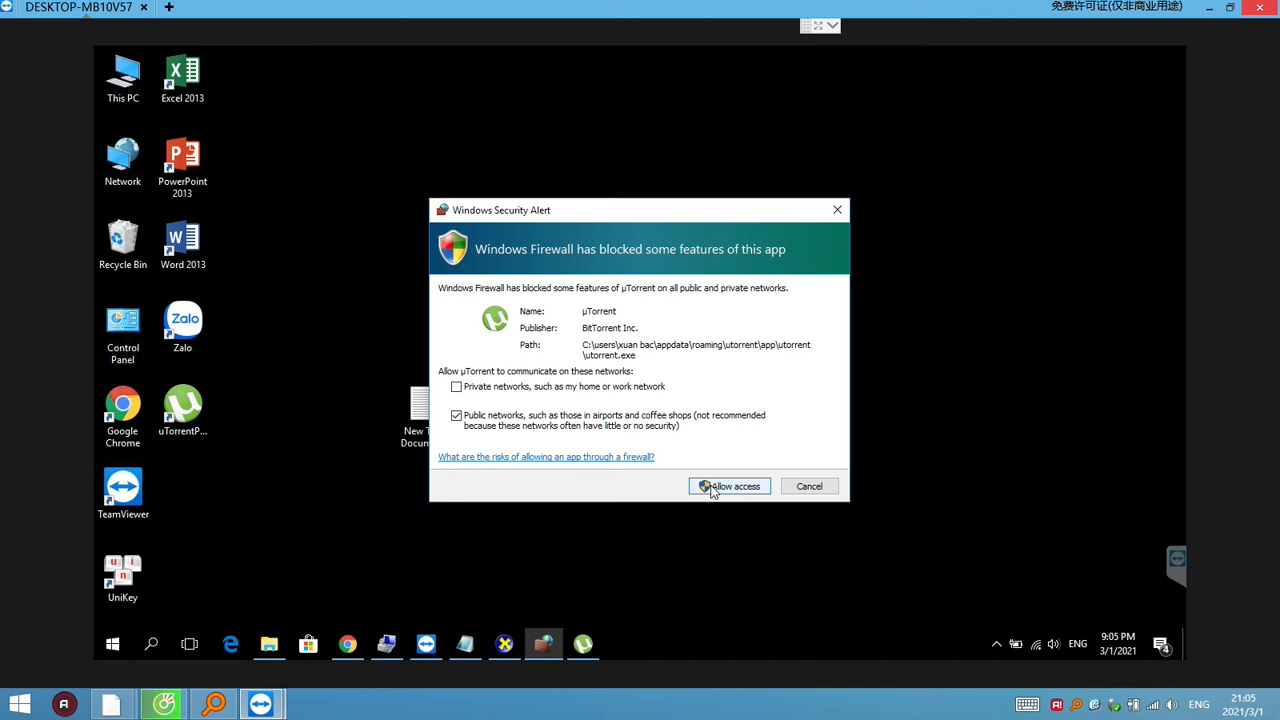 DESKTOP-MB10V57
免费许可证(仅非商业用途)
This PC
Excel 2013
Network
PowerPoint
2013
Recycle Bin
Word 2013
Control
Panel
Zalo
Google
Chrome
uTorrentP...
TeamViewer
UniKey
New T
Docum
Windows Security Alert
Windows Firewall has blocked some features of this app
Windows Firewall has blocked some features of µTorrent on all public and private networks.
Name: µTorrent
Publisher: BitTorrent Inc.
Path: C:\users\xuan bac\appdata\roaming\utorrent\app\utorrent
\utorrent.exe
Allow µTorrent to communicate on these networks:
Private networks, such as my home or work network
Public networks, such as those in airports and coffee shops (not recommended
because these networks often have little or no security)
What are the risks of allowing an app through a firewall?
Allow access
Cancel
ENG
9:05 PM
3/1/2021
4
ENG
21:05
2021/3/1